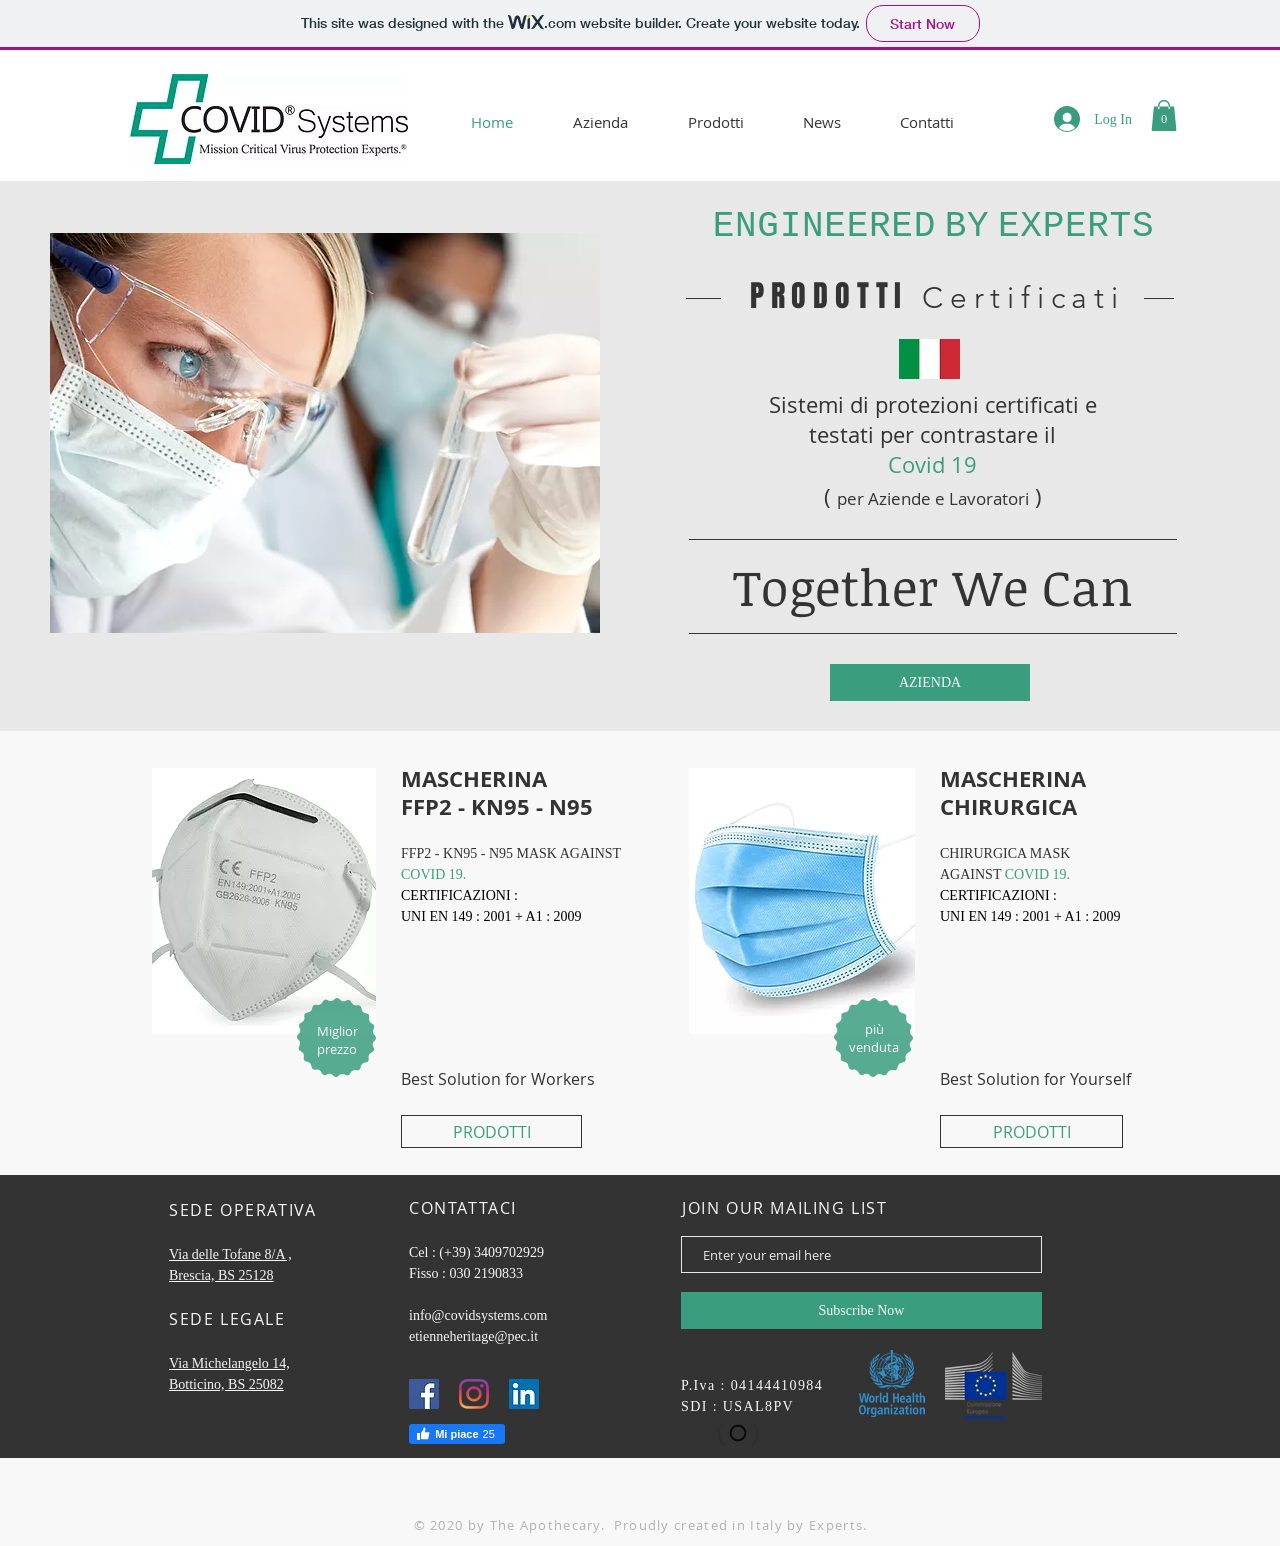 This site was designed with the WiX.com website builder. Create your website today. Start Now
COVID® Systems
Mission Critical Virus Protection Experts.®
Home Azienda Prodotti News Contatti
Log In 0
ENGINEERED BY EXPERTS
PRODOTTI Certificati
Sistemi di protezioni certificati e
testati per contrastare il
Covid 19
( per Aziende e Lavoratori )
Together We Can
AZIENDA
CE FFP2
EN149:2001+A1:2009
GB2626-2006 KN95
Miglior
prezzo
MASCHERINA
FFP2 - KN95 - N95
FFP2 - KN95 - N95 MASK AGAINST
COVID 19.
CERTIFICAZIONI :
UNI EN 149 : 2001 + A1 : 2009
Best Solution for Workers
PRODOTTI
più
venduta
MASCHERINA
CHIRURGICA
CHIRURGICA MASK
AGAINST COVID 19.
CERTIFICAZIONI :
UNI EN 149 : 2001 + A1 : 2009
Best Solution for Yourself
PRODOTTI
SEDE OPERATIVA
Via delle Tofane 8/A ,
Brescia, BS 25128
SEDE LEGALE
Via Michelangelo 14,
Botticino, BS 25082
CONTATTACI
Cel : (+39) 3409702929
Fisso : 030 2190833
info@covidsystems.com
etienneheritage@pec.it
Mi piace 25
JOIN OUR MAILING LIST
Enter your email here
Subscribe Now
P.Iva : 04144410984
SDI : USAL8PV
World Health
Organization
Commissione
Europea
© 2020 by The Apothecary. Proudly created in Italy by Experts.